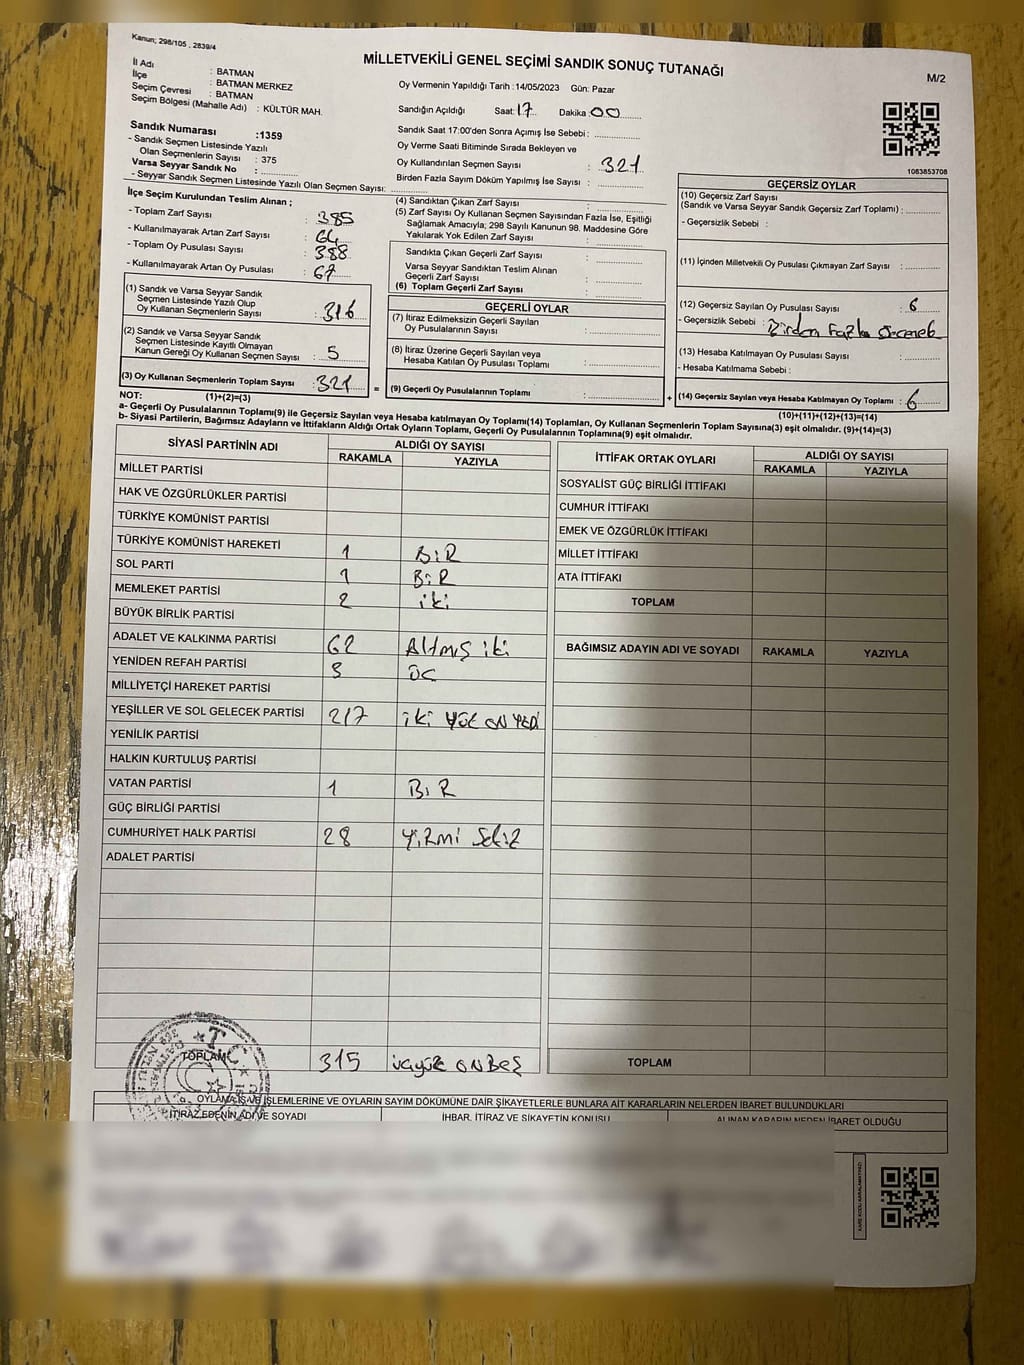 Kanun; 298/105 . 2839/4
MİLLETVEKİLİ GENEL SEÇİMİ SANDIK SONUÇ TUTANAĞI
M/2
İl Adı : BATMAN
İlçe : BATMAN MERKEZ
Seçim Çevresi : BATMAN
Seçim Bölgesi (Mahalle Adı) : KÜLTÜR MAH.
Sandık Numarası :1359
- Sandık Seçmen Listesinde Yazılı
Olan Seçmenlerin Sayısı : 375
Varsa Seyyar Sandık No : ............
- Seyyar Sandık Seçmen Listesinde Yazılı Olan Seçmen Sayısı: ............
Oy Vermenin Yapıldığı Tarih : 14/05/2023 Gün: Pazar
Sandığın Açıldığı Saat: 17 Dakika : 00
Sandık Saat 17:00'den Sonra Açımış İse Sebebi : ............
Oy Verme Saati Bitiminde Sırada Bekleyen ve
Oy Kullandırılan Seçmen Sayısı : 321
Birden Fazla Sayım Döküm Yapılmış İse Sayısı : ............
1083853708
İlçe Seçim Kurulundan Teslim Alınan ;
- Toplam Zarf Sayısı : 385
- Kullanılmayarak Artan Zarf Sayısı : 64
- Toplam Oy Pusulası Sayısı : 388
- Kullanılmayarak Artan Oy Pusulası : 67
(1) Sandık ve Varsa Seyyar Sandık
Seçmen Listesinde Yazılı Olup
Oy Kullanan Seçmenlerin Sayısı : 316
(2) Sandık ve Varsa Seyyar Sandık
Seçmen Listesinde Kayıtlı Olmayan
Kanun Gereği Oy Kullanan Seçmen Sayısı : 5
(3) Oy Kullanan Seçmenlerin Toplam Sayısı : 321
(1)+(2)=(3)
(4) Sandıktan Çıkan Zarf Sayısı : ............
(5) Zarf Sayısı Oy Kullanan Seçmen Sayısından Fazla İse, Eşitliği
Sağlamak Amacıyla; 298 Sayılı Kanunun 98. Maddesine Göre
Yakılarak Yok Edilen Zarf Sayısı : ............
Sandıkta Çıkan Geçerli Zarf Sayısı : ............
Varsa Seyyar Sandıktan Teslim Alınan
Geçerli Zarf Sayısı : ............
(6) Toplam Geçerli Zarf Sayısı : ............
GEÇERLİ OYLAR
(7) İtiraz Edilmeksizin Geçerli Sayılan
Oy Pusulalarının Sayısı : ............
(8) İtiraz Üzerine Geçerli Sayılan veya
Hesaba Katılan Oy Pusulası Toplamı : ............
= (9) Geçerli Oy Pusulalarının Toplamı : ............ +
GEÇERSİZ OYLAR
(10) Geçersiz Zarf Sayısı
(Sandık ve Varsa Seyyar Sandık Geçersiz Zarf Toplamı) : ............
- Geçersizlik Sebebi :
(11) İçinden Milletvekili Oy Pusulası Çıkmayan Zarf Sayısı : ............
(12) Geçersiz Sayılan Oy Pusulası Sayısı : 6
- Geçersizlik Sebebi : Birden Fazla Secenek
(13) Hesaba Katılmayan Oy Pusulası Sayısı : ............
- Hesaba Katılmama Sebebi :
(14) Geçersiz Sayılan veya Hesaba Katılmayan Oy Toplamı : 6
(10)+(11)+(12)+(13)=(14)
NOT:
a- Geçerli Oy Pusulalarının Toplamı(9) ile Geçersiz Sayılan veya Hesaba katılmayan Oy Toplamı(14) Toplamları, Oy Kullanan Seçmenlerin Toplam Sayısına(3) eşit olmalıdır. (9)+(14)=(3)
b- Siyasi Partilerin, Bağımsız Adayların ve İttifakların Aldığı Ortak Oyların Toplamı, Geçerli Oy Pusulalarının Toplamına(9) eşit olmalıdır.
SİYASİ PARTİNİN ADI ALDIĞI OY SAYISI
RAKAMLA YAZIYLA
MİLLET PARTİSİ
HAK VE ÖZGÜRLÜKLER PARTİSİ
TÜRKİYE KOMÜNİST PARTİSİ
TÜRKİYE KOMÜNİST HAREKETİ 1 BİR
SOL PARTİ 1 BİR
MEMLEKET PARTİSİ 2 iki
BÜYÜK BİRLİK PARTİSİ
ADALET VE KALKINMA PARTİSİ 62 Altmış iki
YENİDEN REFAH PARTİSİ 3 ÜC
MİLLİYETÇİ HAREKET PARTİSİ
YEŞİLLER VE SOL GELECEK PARTİSİ 217 iki YÜZ ON YEDİ
YENİLİK PARTİSİ
HALKIN KURTULUŞ PARTİSİ
VATAN PARTİSİ 1 BİR
GÜÇ BİRLİĞİ PARTİSİ
CUMHURİYET HALK PARTİSİ 28 Yirmi Sekiz
ADALET PARTİSİ
TOPLAM 315 üçyüz onbeş
İTTİFAK ORTAK OYLARI ALDIĞI OY SAYISI
RAKAMLA YAZIYLA
SOSYALİST GÜÇ BİRLİĞİ İTTİFAKI
CUMHUR İTTİFAKI
EMEK VE ÖZGÜRLÜK İTTİFAKI
MİLLET İTTİFAKI
ATA İTTİFAKI
TOPLAM
BAĞIMSIZ ADAYIN ADI VE SOYADI RAKAMLA YAZIYLA
TOPLAM
T.C.
OYLAMA İŞ VE İŞLEMLERİNE VE OYLARIN SAYIM DÖKÜMÜNE DAİR ŞİKAYETLERLE BUNLARA AİT KARARLARIN NELERDEN İBARET BULUNDUKLARI
İTİRAZ EDENİN ADI VE SOYADI İHBAR, İTİRAZ VE ŞİKAYETİN KONUSU ALINAN KARARIN NEDEN İBARET OLDUĞU
KARE KODU KARALAMAYINIZ!